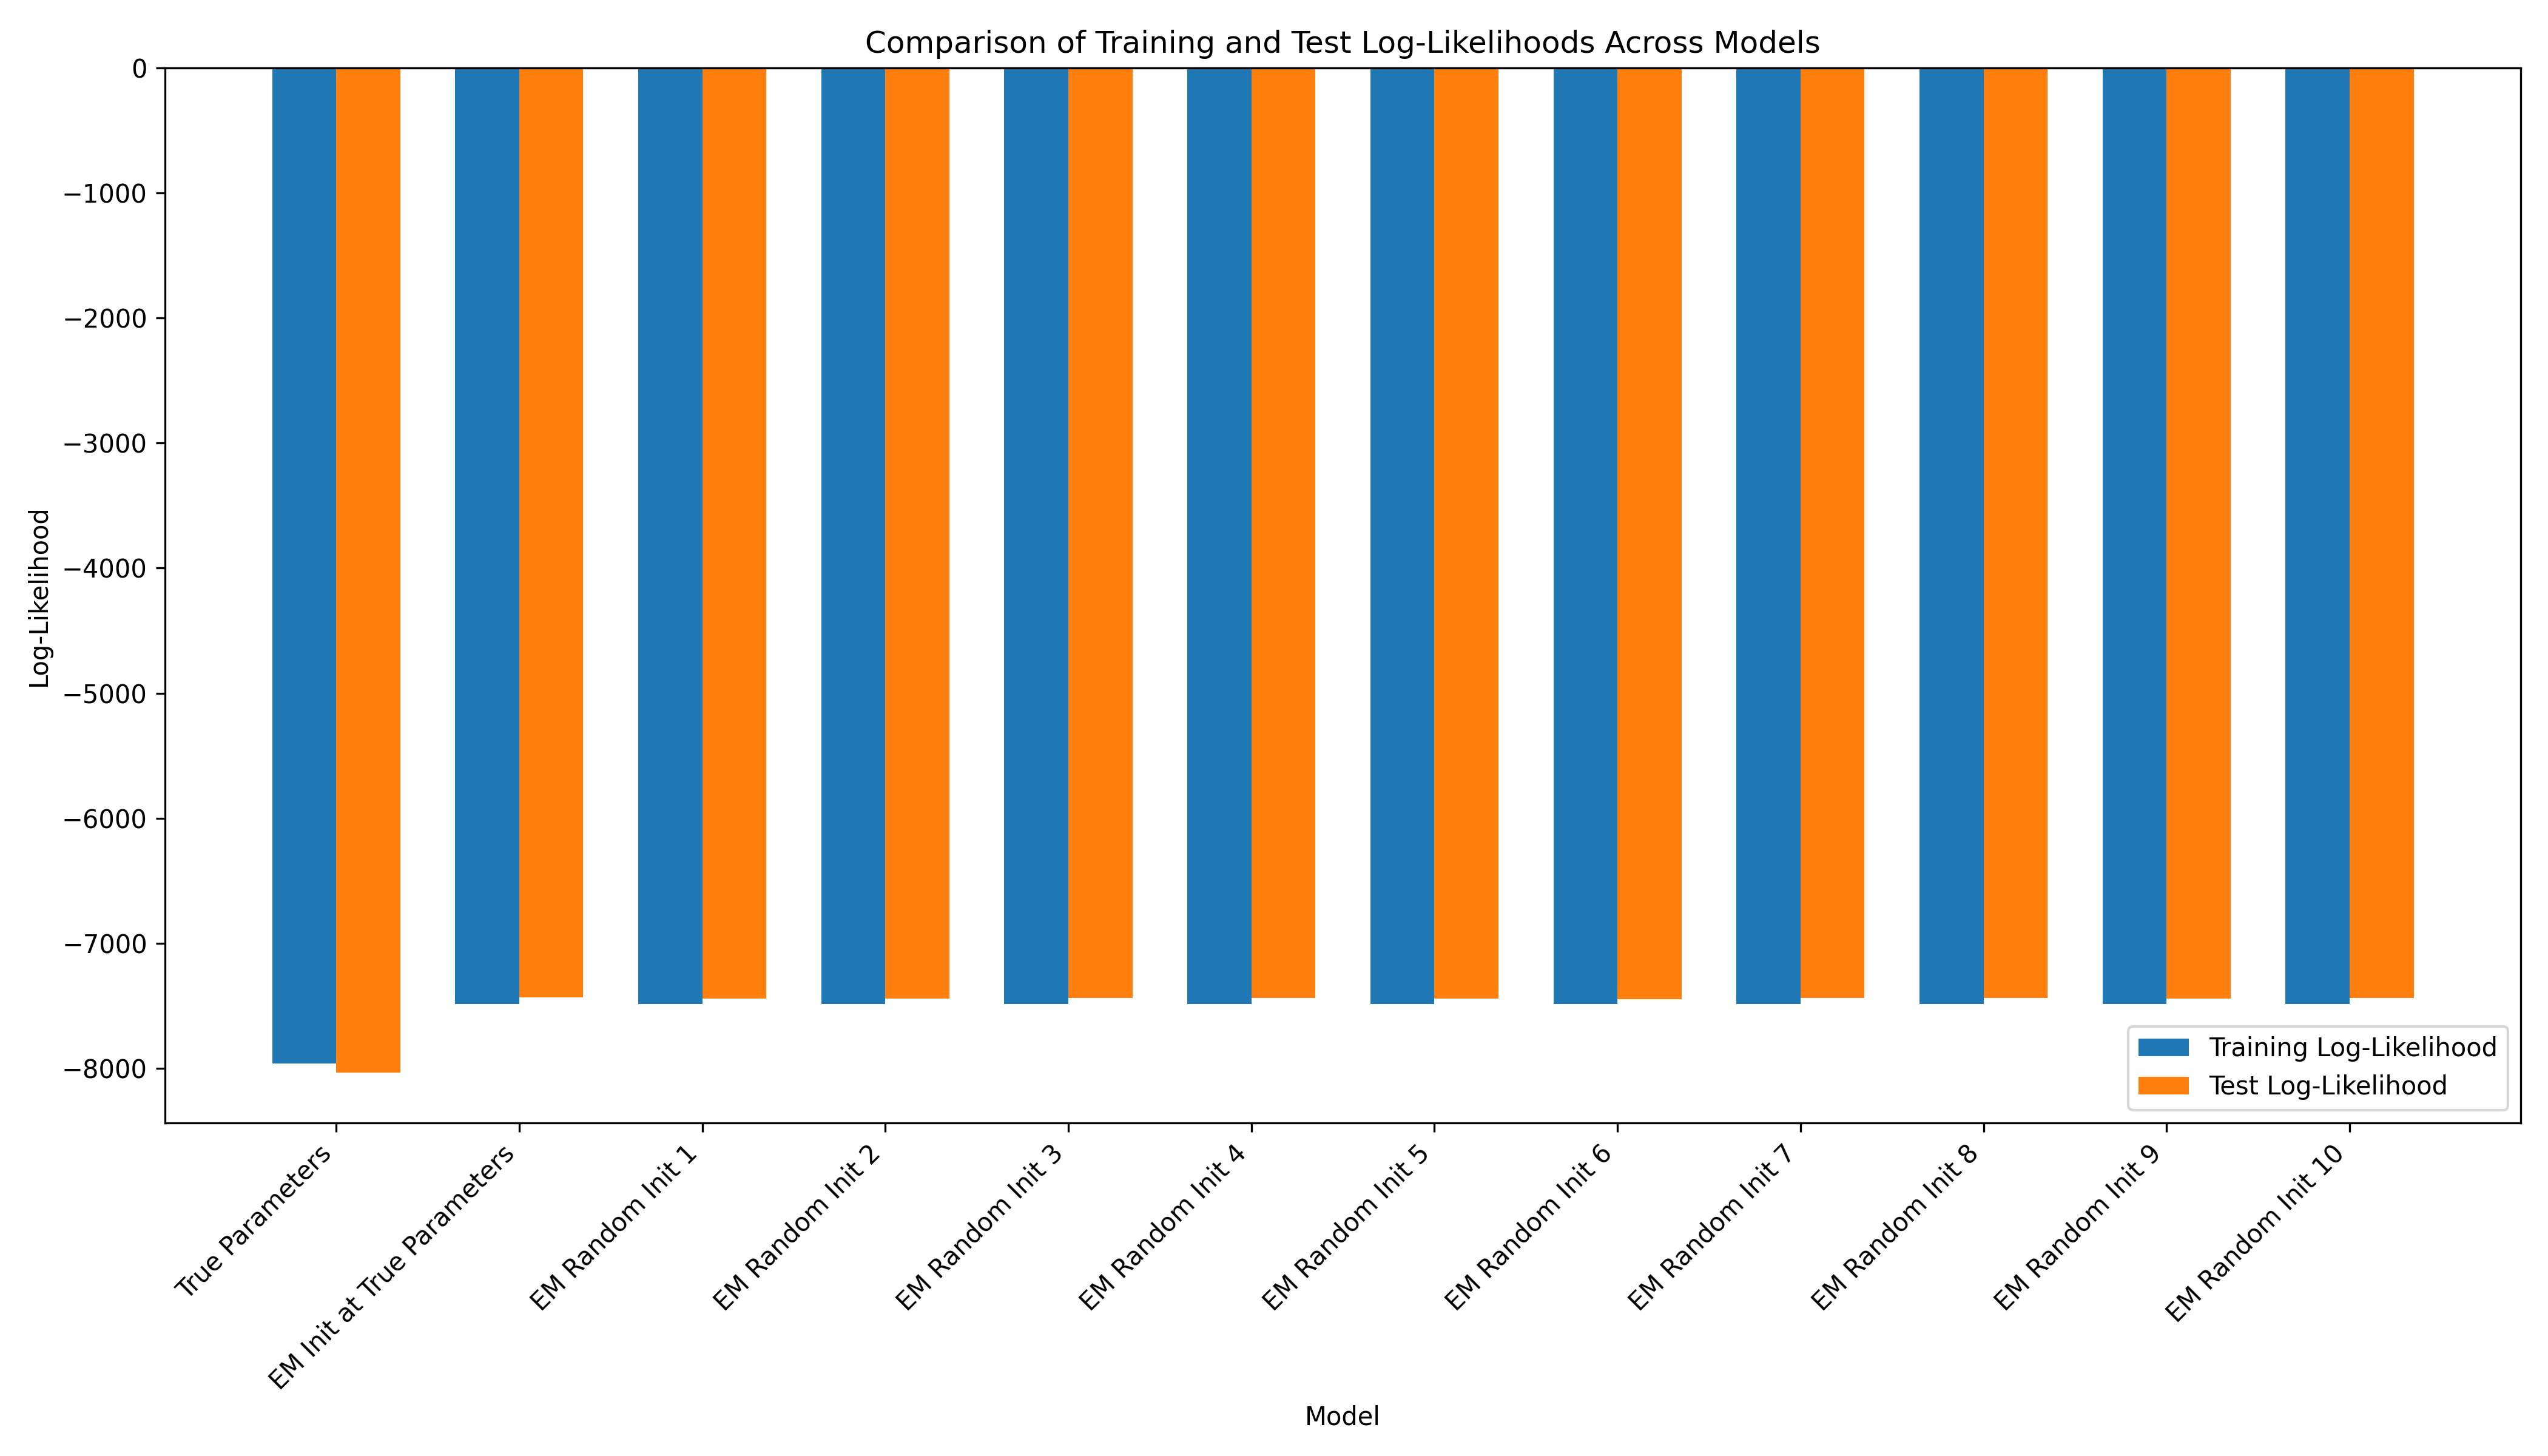 Comparison of Training and Test Log-Likelihoods Across Models
Log-Likelihood
0
−1000
−2000
−3000
−4000
−5000
−6000
−7000
−8000
Training Log-Likelihood
Test Log-Likelihood
True Parameters
EM Init at True Parameters
EM Random Init 1
EM Random Init 2
EM Random Init 3
EM Random Init 4
EM Random Init 5
EM Random Init 6
EM Random Init 7
EM Random Init 8
EM Random Init 9
EM Random Init 10
Model